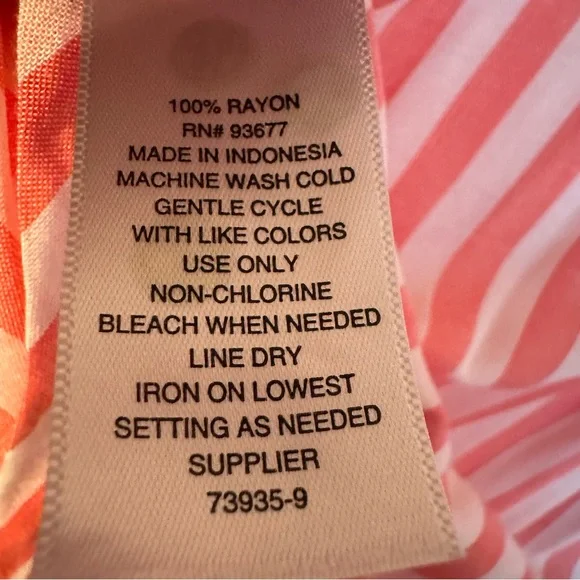 100% RAYON
RN# 93677
MADE IN INDONESIA
MACHINE WASH COLD
GENTLE CYCLE
WITH LIKE COLORS
USE ONLY
NON-CHLORINE
BLEACH WHEN NEEDED
LINE DRY
IRON ON LOWEST
SETTING AS NEEDED
SUPPLIER
73935-9